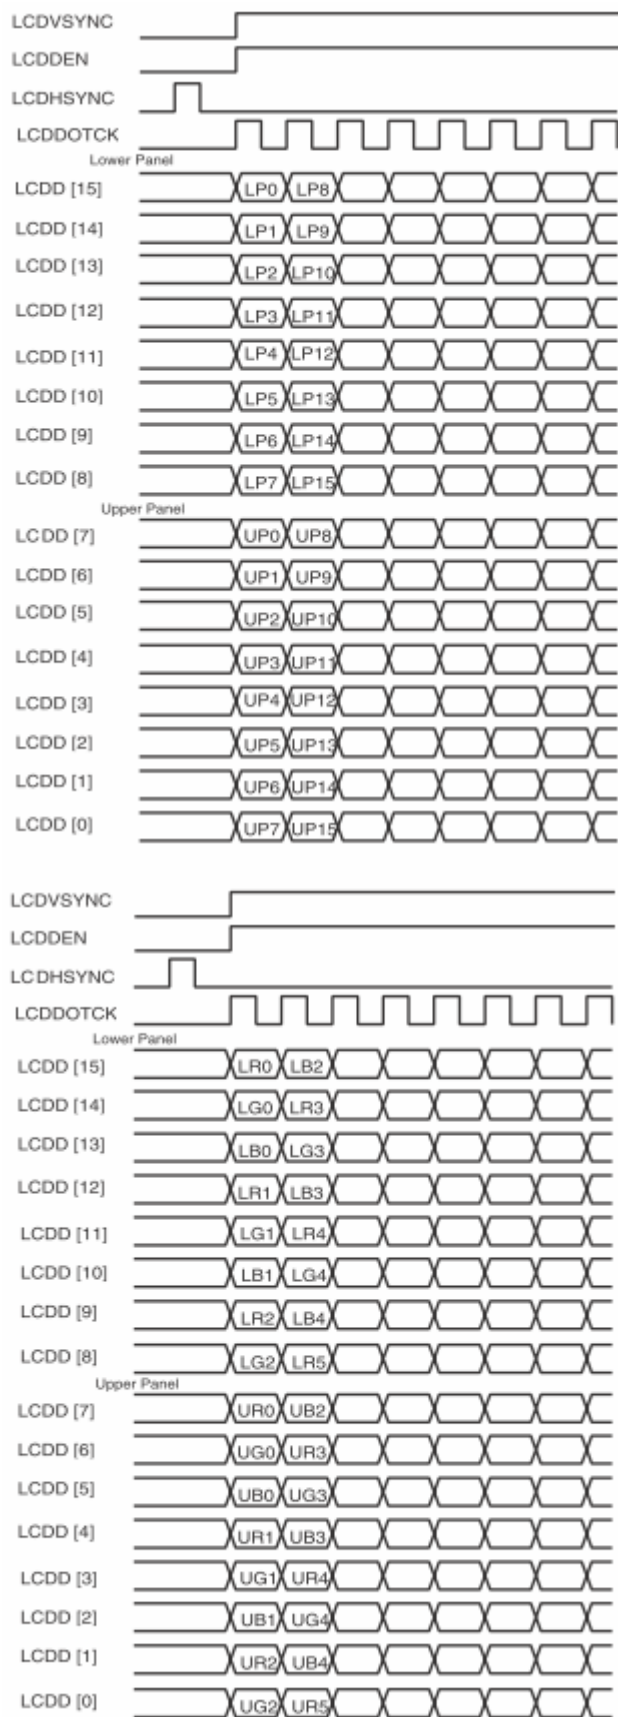 LCDVSYNC
LCDDEN
LCDHSYNC
LCDDOTCK
Lower Panel
LCDD [15] LP0 LP8
LCDD [14] LP1 LP9
LCDD [13] LP2 LP10
LCDD [12] LP3 LP11
LCDD [11] LP4 LP12
LCDD [10] LP5 LP13
LCDD [9] LP6 LP14
LCDD [8] LP7 LP15
Upper Panel
LCDD [7] UP0 UP8
LCDD [6] UP1 UP9
LCDD [5] UP2 UP10
LCDD [4] UP3 UP11
LCDD [3] UP4 UP12
LCDD [2] UP5 UP13
LCDD [1] UP6 UP14
LCDD [0] UP7 UP15
LCDVSYNC
LCDDEN
LCDHSYNC
LCDDOTCK
Lower Panel
LCDD [15] LR0 LB2
LCDD [14] LG0 LR3
LCDD [13] LB0 LG3
LCDD [12] LR1 LB3
LCDD [11] LG1 LR4
LCDD [10] LB1 LG4
LCDD [9] LR2 LB4
LCDD [8] LG2 LR5
Upper Panel
LCDD [7] UR0 UB2
LCDD [6] UG0 UR3
LCDD [5] UB0 UG3
LCDD [4] UR1 UB3
LCDD [3] UG1 UR4
LCDD [2] UB1 UG4
LCDD [1] UR2 UB4
LCDD [0] UG2 UR5